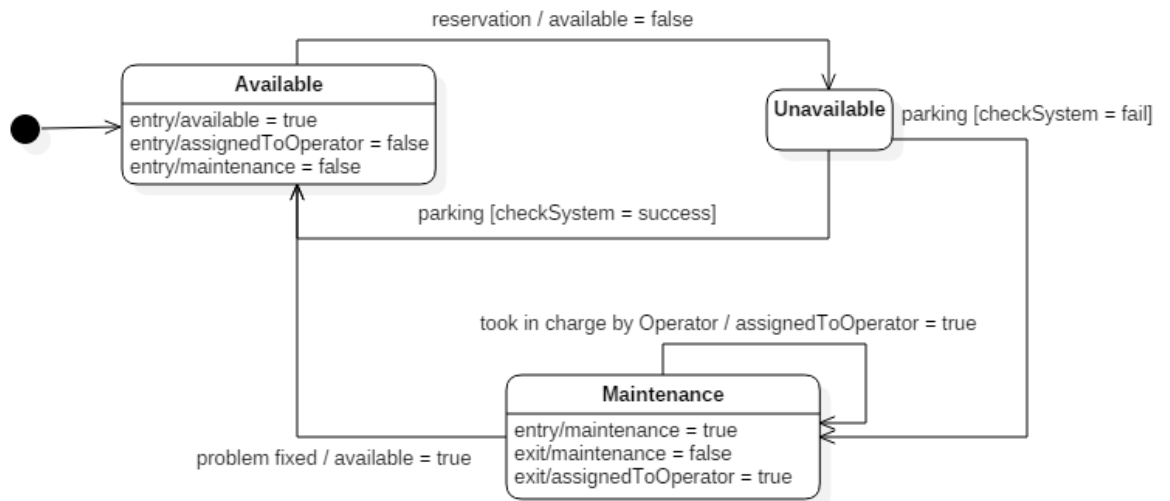 reservation / available = false
Available
entry/available = true
entry/assignedToOperator = false
entry/maintenance = false
Unavailable
parking [checkSystem = fail]
parking [checkSystem = success]
took in charge by Operator / assignedToOperator = true
Maintenance
entry/maintenance = true
exit/maintenance = false
exit/assignedToOperator = true
problem fixed / available = true